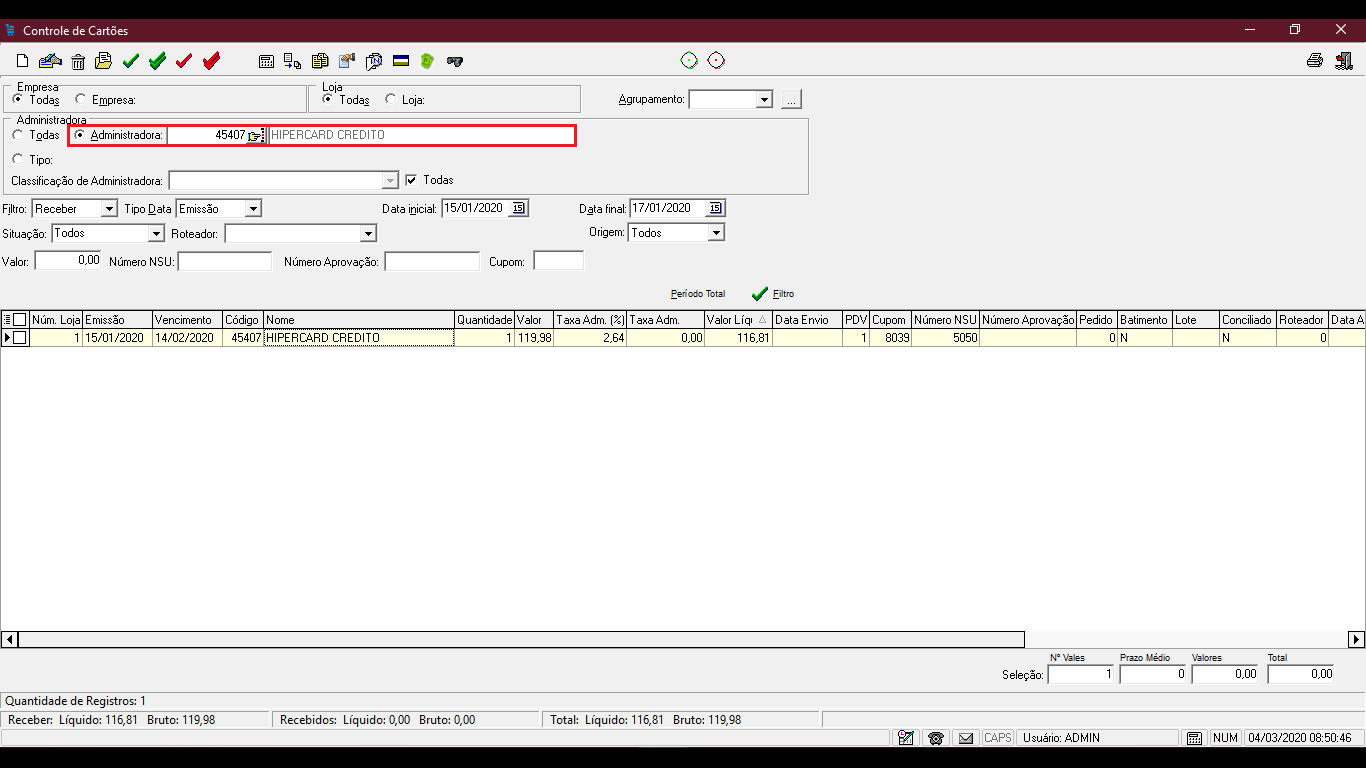 Controle de Cartões
Empresa
Todas Empresa:
Loja
Todas Loja:
Agrupamento: ...
Administradora
Todas Administradora: 45407 HIPERCARD CREDITO
Tipo:
Classificação de Administradora: Todas
Filtro: Receber Tipo Data Emissão Data inicial: 15/01/2020 15 Data final: 17/01/2020 15
Situação: Todos Roteador: Origem: Todos
Valor: 0,00 Número NSU: Número Aprovação: Cupom:
Período Total Filtro
Núm. Loja Emissão Vencimento Código Nome Quantidade Valor Taxa Adm. (%) Taxa Adm. Valor Líqu Data Envio PDV Cupom Número NSU Número Aprovação Pedido Batimento Lote Conciliado Roteador Data A
1 15/01/2020 14/02/2020 45407 HIPERCARD CREDITO 1 119,98 2,64 0,00 116,81 1 8039 5050 0 N N 0
Nº Vales Prazo Médio Valores Total
Seleção: 1 0 0,00 0,00
Quantidade de Registros: 1
Receber: Líquido: 116,81 Bruto: 119,98 Recebidos: Líquido: 0,00 Bruto: 0,00 Total: Líquido: 116,81 Bruto: 119,98
CAPS Usuário: ADMIN NUM 04/03/2020 08:50:46